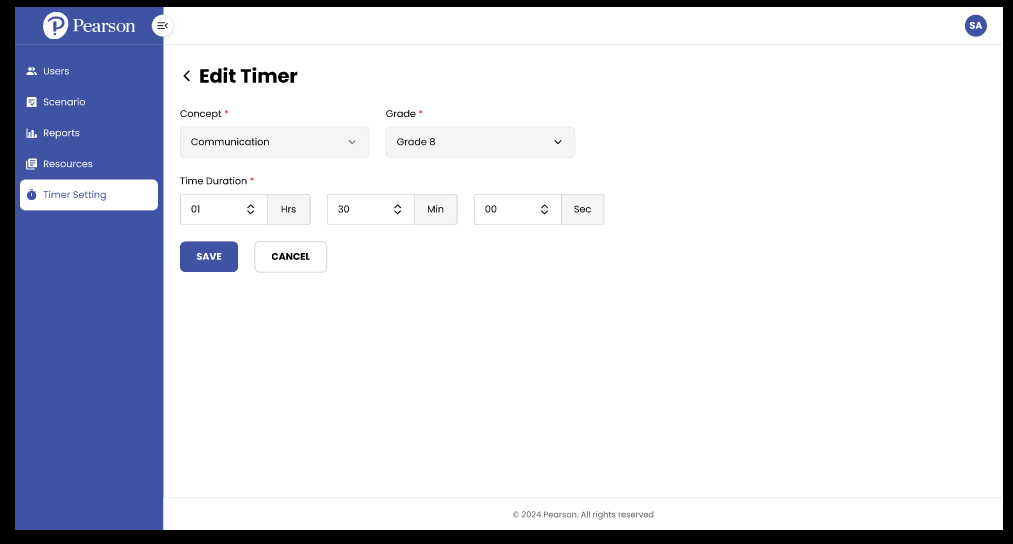 Pearson
SA
Users
Scenario
Reports
Resources
Timer Setting
Edit Timer
Concept * Grade *
Communication Grade 8
Time Duration *
01 Hrs 30 Min 00 Sec
SAVE CANCEL
© 2024 Pearson. All rights reserved